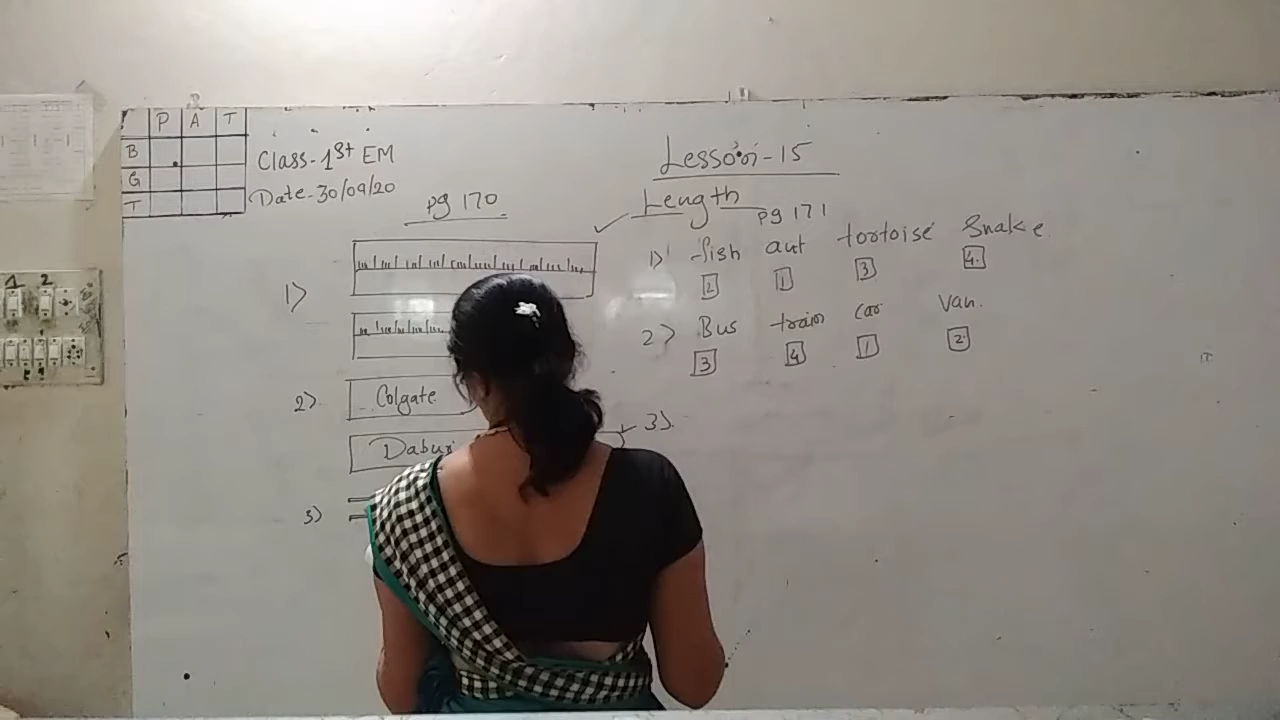 P A T
B
G
T
Class-1st EM
Date-30/09/20
Lesson-15
Length
pg 170
1)
2) Colgate
Dabur
3)
pg 171
1) fish ant tortoise Snake
2 1 3 4
2) Bus train car Van.
3 4 1 2
3).
1 2